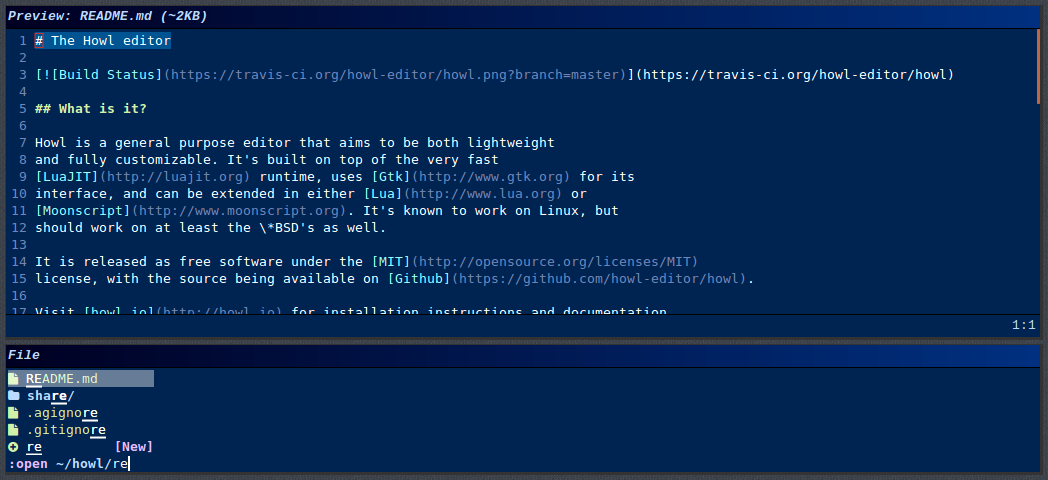 Preview: README.md (~2KB)
1 # The Howl editor
2
3 [![Build Status](https://travis-ci.org/howl-editor/howl.png?branch=master)](https://travis-ci.org/howl-editor/howl)
4
5 ## What is it?
6
7 Howl is a general purpose editor that aims to be both lightweight
8 and fully customizable. It's built on top of the very fast
9 [LuaJIT](http://luajit.org) runtime, uses [Gtk](http://www.gtk.org) for its
10 interface, and can be extended in either [Lua](http://www.lua.org) or
11 [Moonscript](http://www.moonscript.org). It's known to work on Linux, but
12 should work on at least the \*BSD's as well.
13
14 It is released as free software under the [MIT](http://opensource.org/licenses/MIT)
15 license, with the source being available on [Github](https://github.com/howl-editor/howl).
16
17 Visit [howl.io](http://howl.io) for installation instructions and documentation
1:1
File
README.md
share/
.agignore
.gitignore
re [New]
:open ~/howl/re